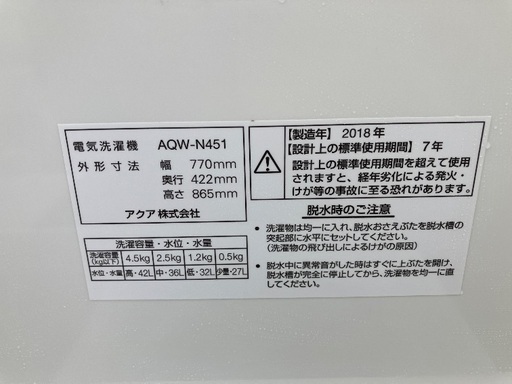 電気洗濯機 AQW-N451
外形寸法 幅 770mm
奥行 422mm
高さ 865mm
アクア株式会社
洗濯容量・水位・水量
洗濯容量(kg以下) 4.5kg 2.5kg 1.2kg 0.5kg
水位・水量 高・42L 中・36L 低・32L 少量・27L
【製造年】2018年
【設計上の標準使用期間】7年
設計上の標準使用期間を超えて使用
されますと、経年劣化による発火・
けが等の事故に至る恐れがあります。
脱水時のご注意
・洗濯物は均一に入れ、脱水おさえぶたを脱水槽の
突起部に水平にセットしてください。
（洗濯物の飛び出しによるけがの原因）
・脱水中に異常音がした時はすぐに上ぶたを開け、
脱水槽が完全に停止してから、洗濯物を均一に直
してください。